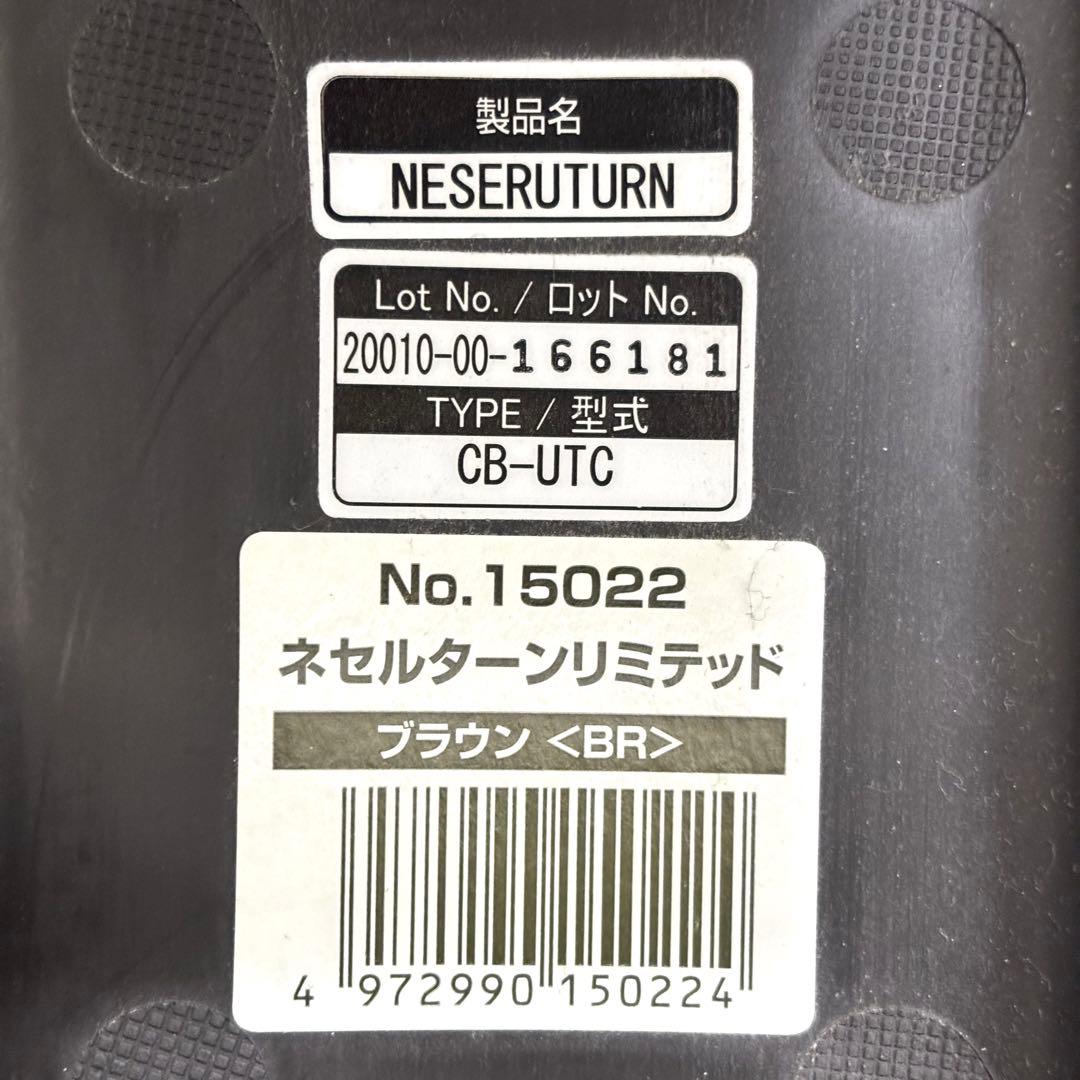 製品名
NESERUTURN
Lot No. / ロット No.
20010-00-166181
TYPE / 型式
CB-UTC
No.15022
ネセルターンリミテッド
ブラウン <BR>
4 972990 150224